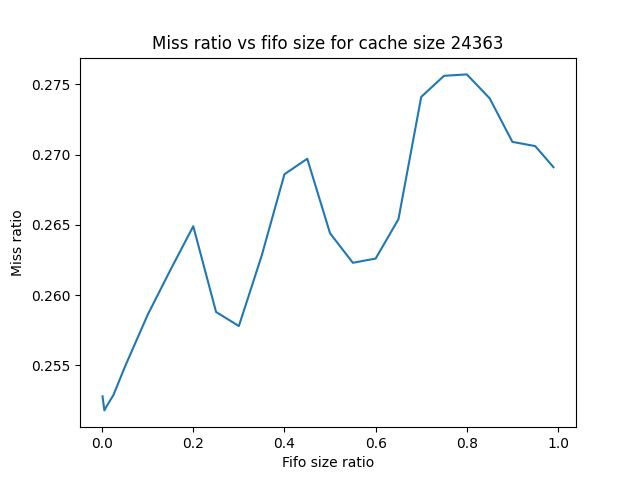 Miss ratio vs fifo size for cache size 24363
0.275
0.270
0.265
0.260
0.255
Miss ratio
0.0 0.2 0.4 0.6 0.8 1.0
Fifo size ratio